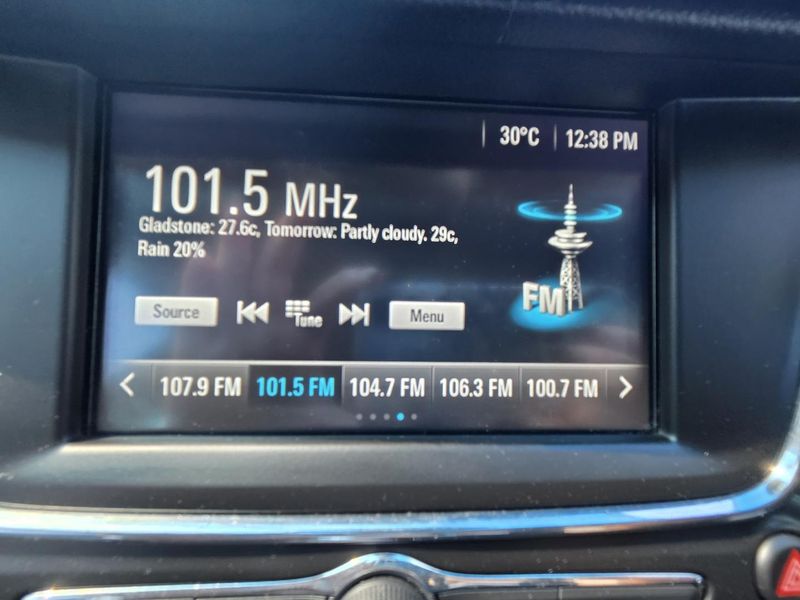 30°C 12:38 PM
101.5 MHz
Gladstone: 27.6c, Tomorrow: Partly cloudy. 29c,
Rain 20%
FM
Source Tune Menu
107.9 FM 101.5 FM 104.7 FM 106.3 FM 100.7 FM